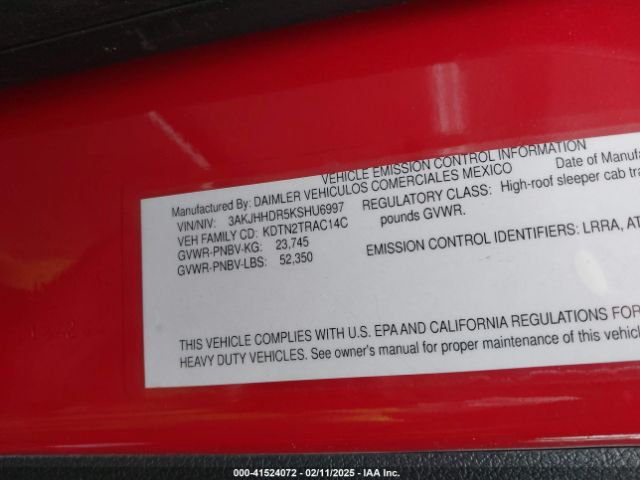 VEHICLE EMISSION CONTROL INFORMATION
Manufactured By: DAIMLER VEHICULOS COMERCIALES MEXICO Date of Manufa
VIN/NIV: 3AKJHHDR5KSHU6997 REGULATORY CLASS: High-roof sleeper cab tra
VEH FAMILY CD: KDTN2TRAC14C pounds GVWR.
GVWR-PNBV-KG: 23,745
GVWR-PNBV-LBS: 52,350 EMISSION CONTROL IDENTIFIERS: LRRA, AT
THIS VEHICLE COMPLIES WITH U.S. EPA AND CALIFORNIA REGULATIONS FOR
HEAVY DUTY VEHICLES. See owner's manual for proper maintenance of this vehicl
000-41524072 - 02/11/2025 - IAA Inc.